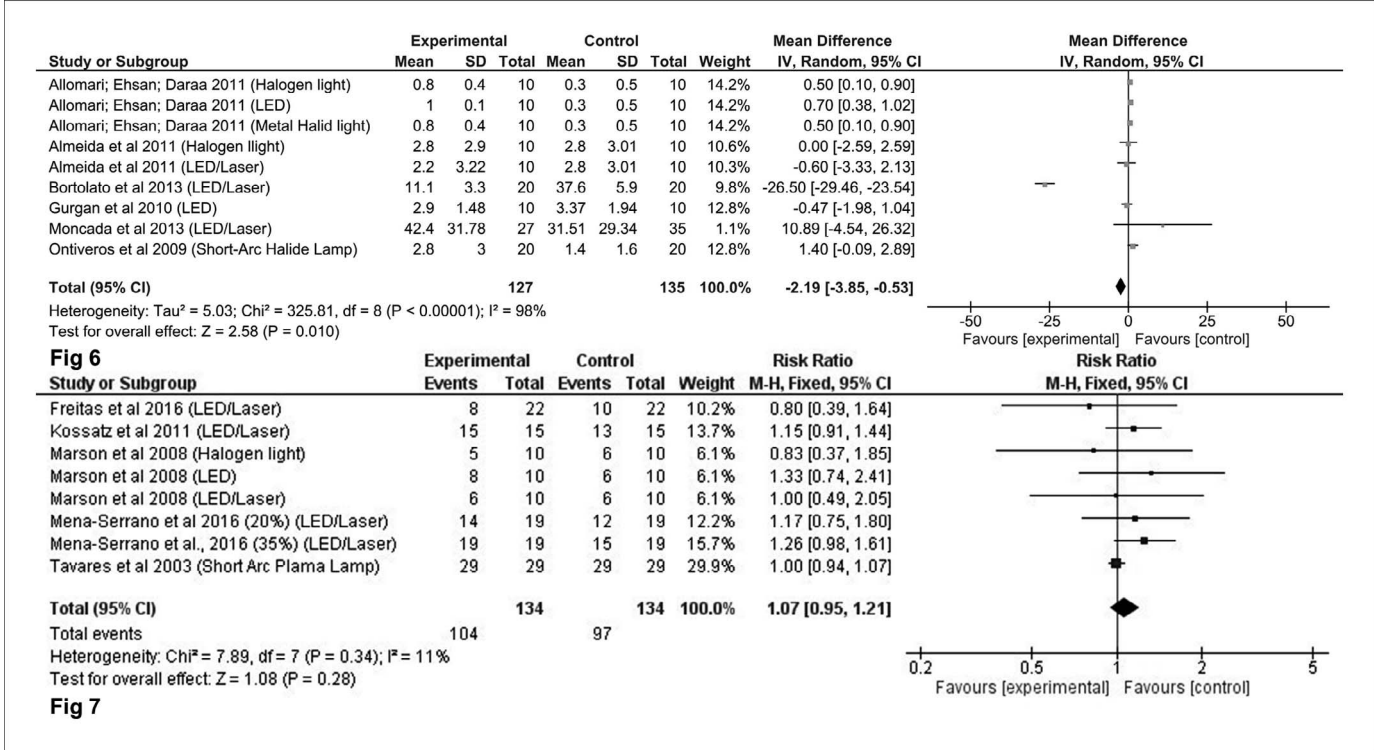 Experimental Control Mean Difference Mean Difference
Study or Subgroup Mean SD Total Mean SD Total Weight IV, Random, 95% CI IV, Random, 95% CI
Allomari; Ehsan; Daraa 2011 (Halogen light) 0.8 0.4 10 0.3 0.5 10 14.2% 0.50 [0.10, 0.90]
Allomari; Ehsan; Daraa 2011 (LED) 1 0.1 10 0.3 0.5 10 14.2% 0.70 [0.38, 1.02]
Allomari; Ehsan; Daraa 2011 (Metal Halid light) 0.8 0.4 10 0.3 0.5 10 14.2% 0.50 [0.10, 0.90]
Almeida et al 2011 (Halogen llight) 2.8 2.9 10 2.8 3.01 10 10.6% 0.00 [-2.59, 2.59]
Almeida et al 2011 (LED/Laser) 2.2 3.22 10 2.8 3.01 10 10.3% -0.60 [-3.33, 2.13]
Bortolato et al 2013 (LED/Laser) 11.1 3.3 20 37.6 5.9 20 9.8% -26.50 [-29.46, -23.54]
Gurgan et al 2010 (LED) 2.9 1.48 10 3.37 1.94 10 12.8% -0.47 [-1.98, 1.04]
Moncada et al 2013 (LED/Laser) 42.4 31.78 27 31.51 29.34 35 1.1% 10.89 [-4.54, 26.32]
Ontiveros et al 2009 (Short-Arc Halide Lamp) 2.8 3 20 1.4 1.6 20 12.8% 1.40 [-0.09, 2.89]
Total (95% CI) 127 135 100.0% -2.19 [-3.85, -0.53]
Heterogeneity: Tau² = 5.03; Chi² = 325.81, df = 8 (P < 0.00001); I² = 98%
Test for overall effect: Z = 2.58 (P = 0.010)
-50 -25 0 25 50
Favours [experimental] Favours [control]
Fig 6
Experimental Control Risk Ratio Risk Ratio
Study or Subgroup Events Total Events Total Weight M-H, Fixed, 95% CI M-H, Fixed, 95% CI
Freitas et al 2016 (LED/Laser) 8 22 10 22 10.2% 0.80 [0.39, 1.64]
Kossatz et al 2011 (LED/Laser) 15 15 13 15 13.7% 1.15 [0.91, 1.44]
Marson et al 2008 (Halogen light) 5 10 6 10 6.1% 0.83 [0.37, 1.85]
Marson et al 2008 (LED) 8 10 6 10 6.1% 1.33 [0.74, 2.41]
Marson et al 2008 (LED/Laser) 6 10 6 10 6.1% 1.00 [0.49, 2.05]
Mena-Serrano et al 2016 (20%) (LED/Laser) 14 19 12 19 12.2% 1.17 [0.75, 1.80]
Mena-Serrano et al., 2016 (35%) (LED/Laser) 19 19 15 19 15.7% 1.26 [0.98, 1.61]
Tavares et al 2003 (Short Arc Plama Lamp) 29 29 29 29 29.9% 1.00 [0.94, 1.07]
Total (95% CI) 134 134 100.0% 1.07 [0.95, 1.21]
Total events 104 97
Heterogeneity: Chi² = 7.89, df = 7 (P = 0.34); I² = 11%
Test for overall effect: Z = 1.08 (P = 0.28)
0.2 0.5 1 2 5
Favours [experimental] Favours [control]
Fig 7